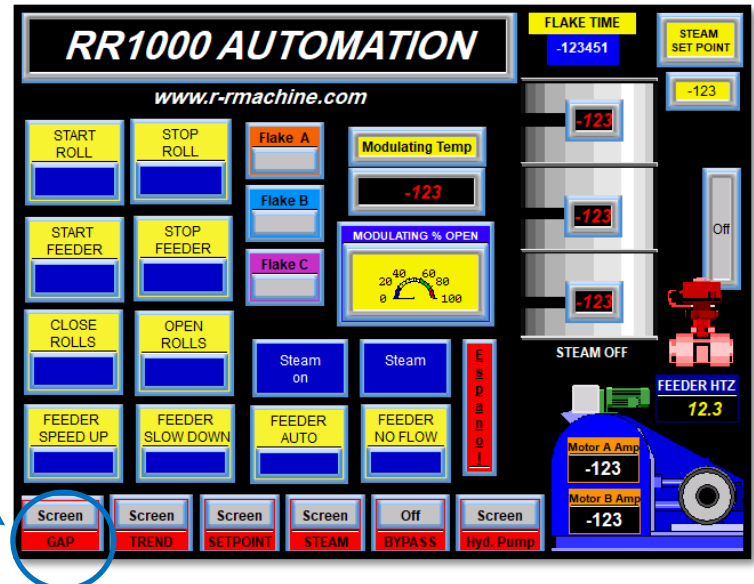 RR1000 AUTOMATION
www.r-rmachine.com
FLAKE TIME
-123451
STEAM
SET POINT
-123
START
ROLL
STOP
ROLL
Flake A
Modulating Temp
-123
-123
START
FEEDER
STOP
FEEDER
Flake B
Flake C
MODULATING % OPEN
0 20 40 60 80 100
-123
Off
-123
CLOSE
ROLLS
OPEN
ROLLS
Steam
on
Steam
Espanol
STEAM OFF
FEEDER HTZ
12.3
FEEDER
SPEED UP
FEEDER
SLOW DOWN
FEEDER
AUTO
FEEDER
NO FLOW
Motor A Amp
-123
Motor B Amp
-123
Screen
GAP
Screen
TREND
Screen
SETPOINT
Screen
STEAM
Off
BYPASS
Screen
Hyd. Pump